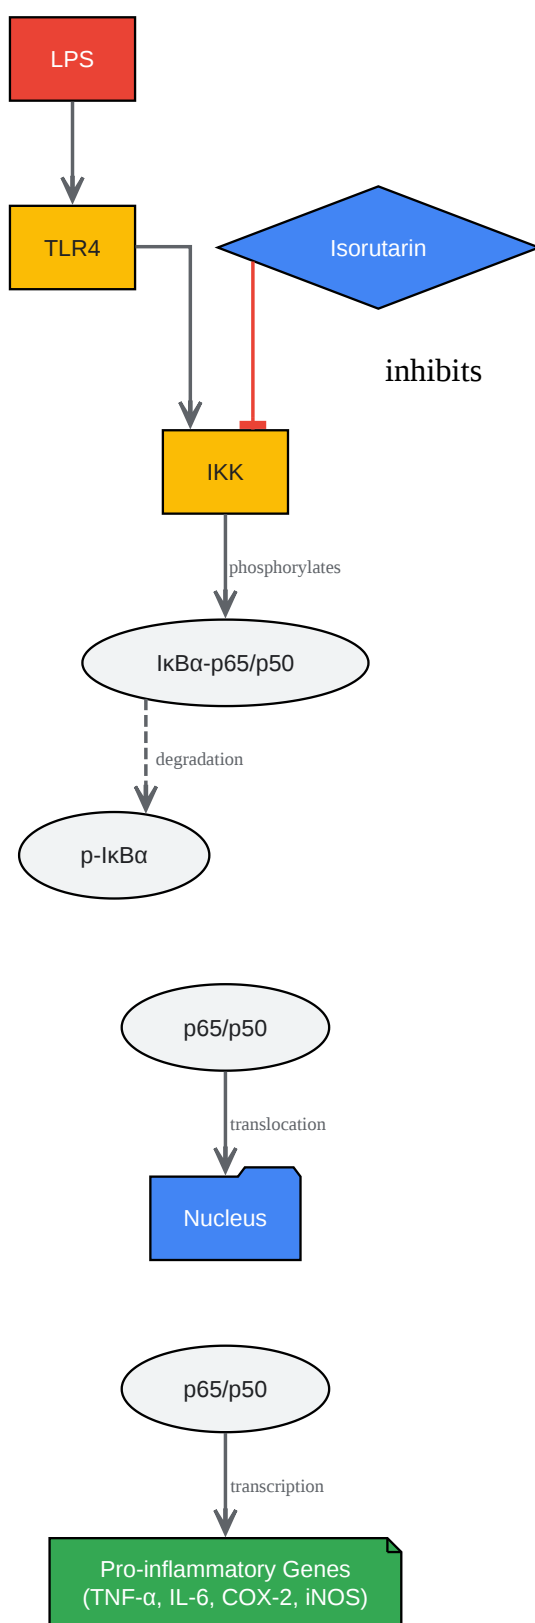 LPS
TLR4
Isorutarin
inhibits
IKK
phosphorylates
IκBα-p65/p50
degradation
p-IκBα
p65/p50
translocation
Nucleus
p65/p50
transcription
Pro-inflammatory Genes
(TNF-α, IL-6, COX-2, iNOS)